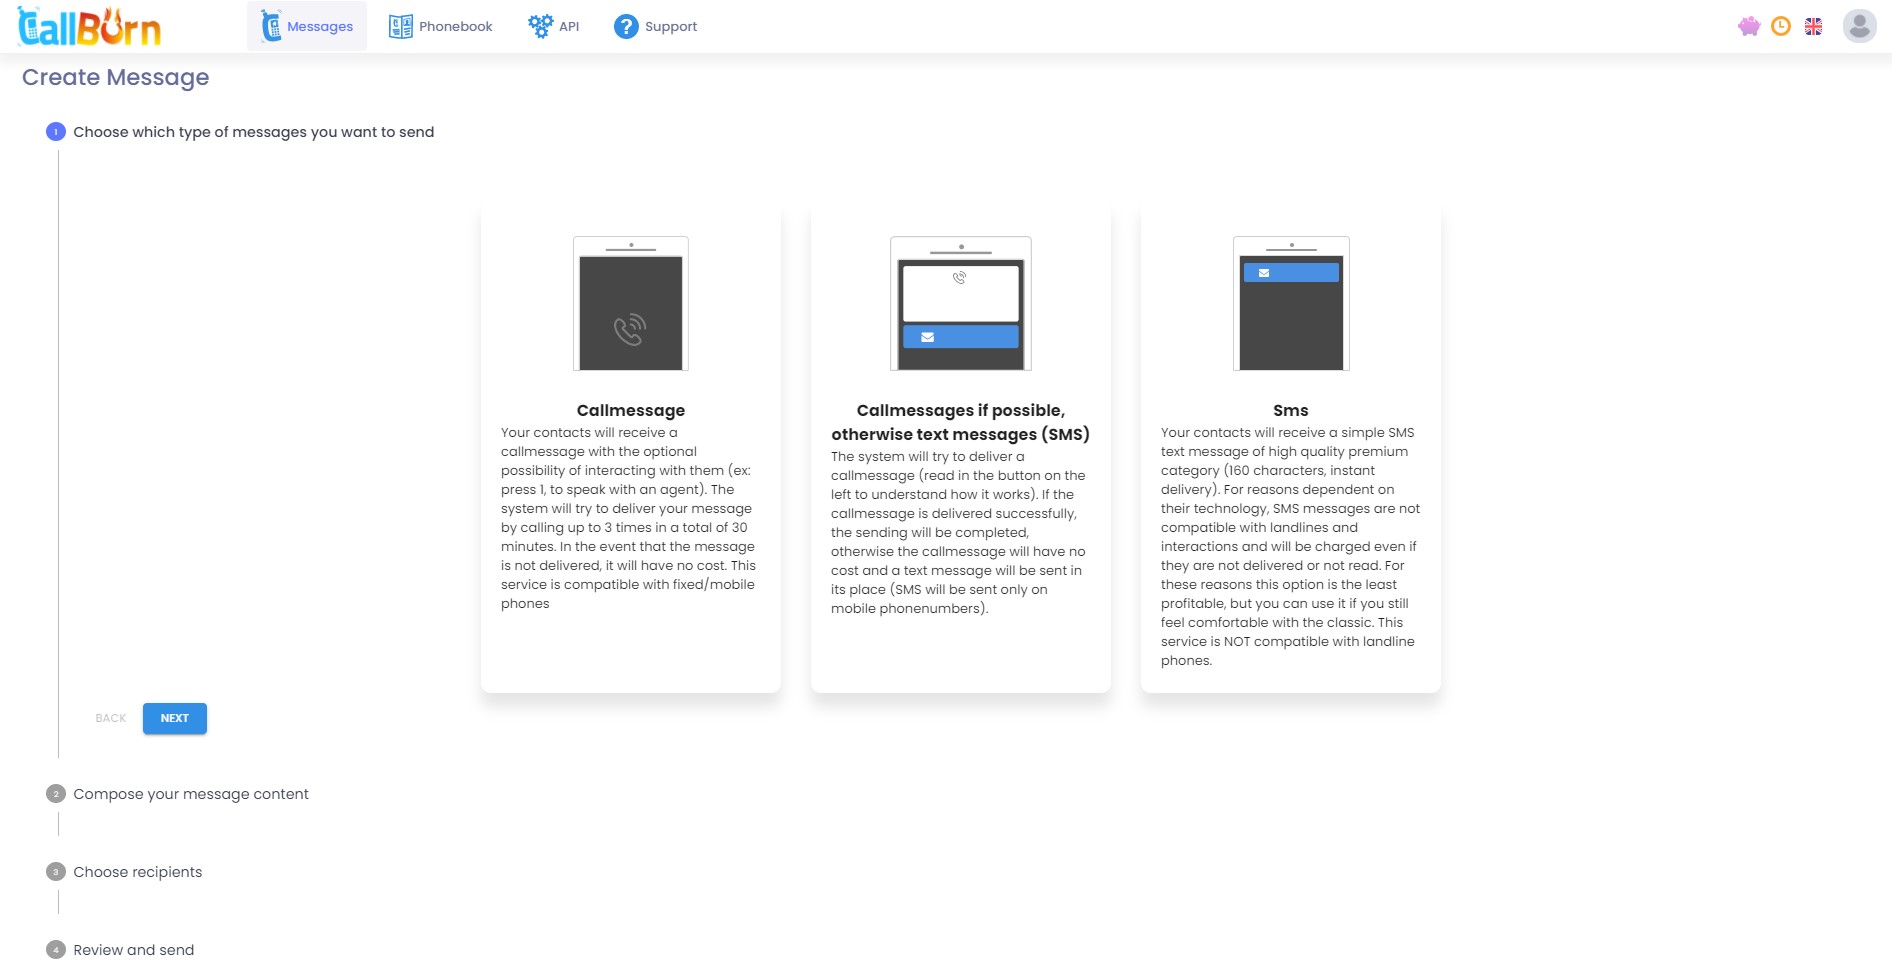 CallBurn
Messages
Phonebook
API
Support
Create Message
1 Choose which type of messages you want to send
Callmessage
Your contacts will receive a
callmessage with the optional
possibility of interacting with them (ex:
press 1, to speak with an agent). The
system will try to deliver your message
by calling up to 3 times in a total of 30
minutes. In the event that the message
is not delivered, it will have no cost. This
service is compatible with fixed/mobile
phones
Callmessages if possible,
otherwise text messages (SMS)
The system will try to deliver a
callmessage (read in the button on the
left to understand how it works). If the
callmessage is delivered successfully,
the sending will be completed,
otherwise the callmessage will have no
cost and a text message will be sent in
its place (SMS will be sent only on
mobile phonenumbers).
Sms
Your contacts will receive a simple SMS
text message of high quality premium
category (160 characters, instant
delivery). For reasons dependent on
their technology, SMS messages are not
compatible with landlines and
interactions and will be charged even if
they are not delivered or not read. For
these reasons this option is the least
profitable, but you can use it if you still
feel comfortable with the classic. This
service is NOT compatible with landline
phones.
BACK
NEXT
2 Compose your message content
3 Choose recipients
4 Review and send